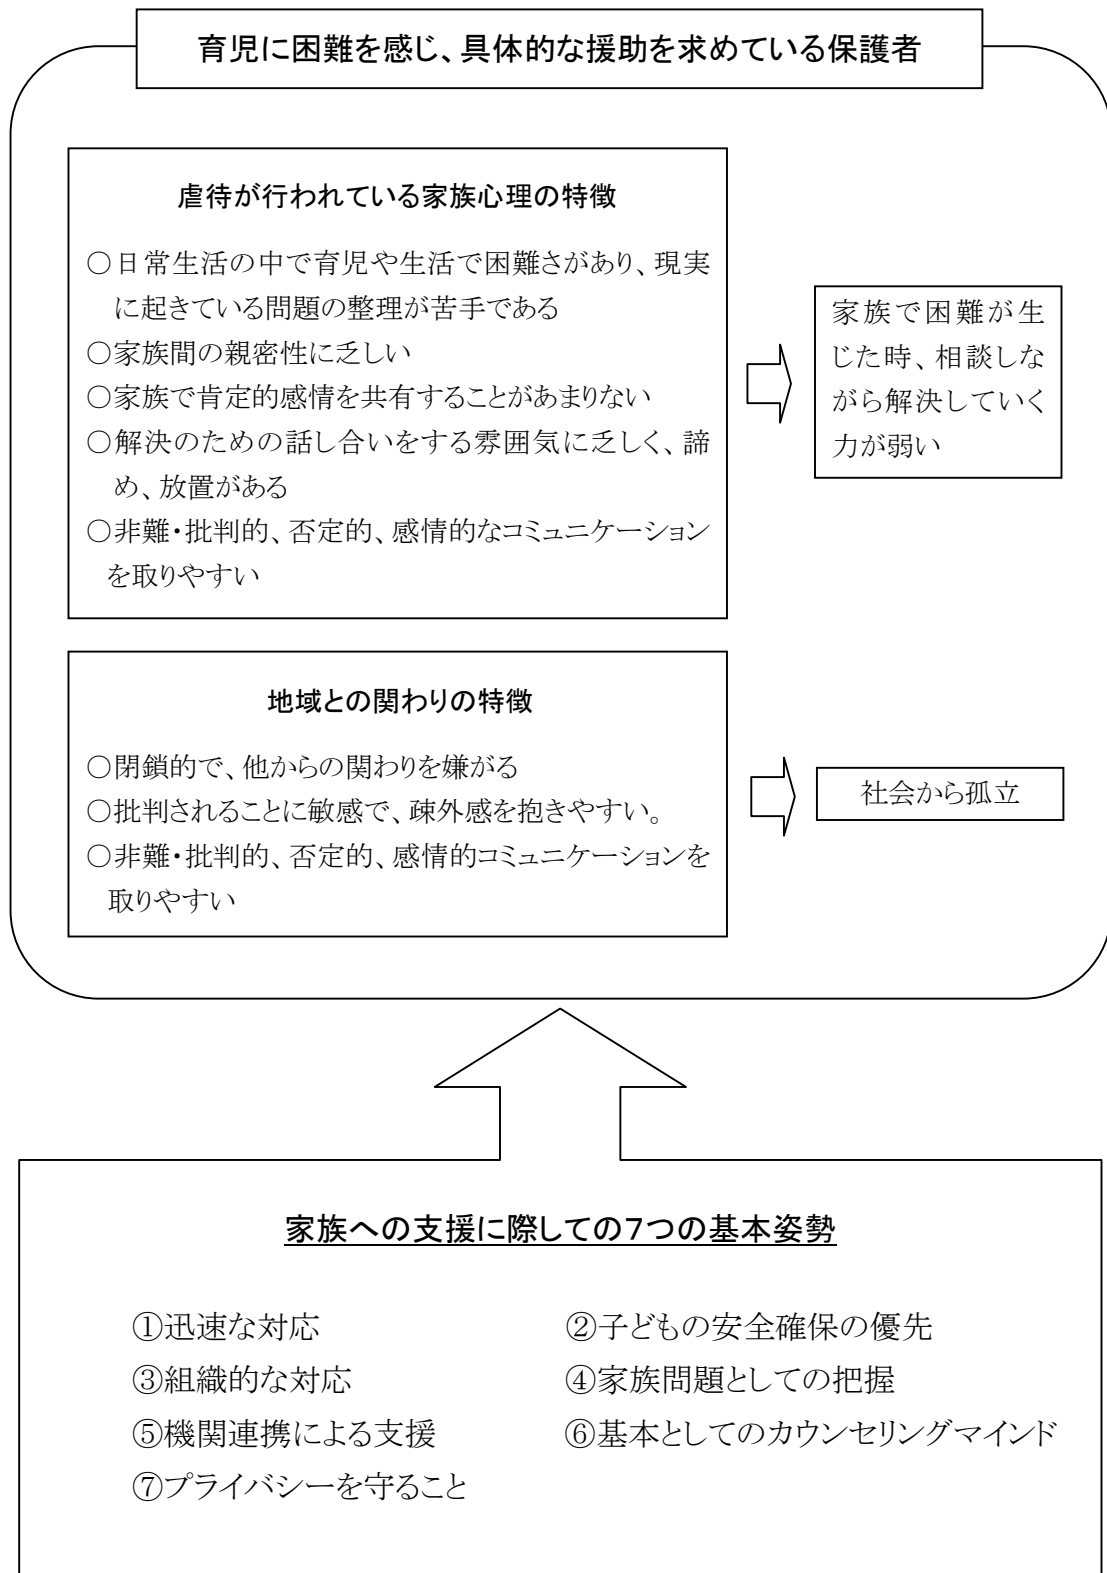 育児に困難を感じ、具体的な援助を求めている保護者
虐待が行われている家族心理の特徴
○日常生活の中で育児や生活で困難さがあり、現実
に起きている問題の整理が苦手である
○家族間の親密性に乏しい
○家族で肯定的感情を共有することがあまりない
○解決のための話し合いをする雰囲気に乏しく、諦
め、放置がある
○非難・批判的、否定的、感情的なコミュニケーション
を取りやすい
家族で困難が生
じた時、相談しな
がら解決していく
力が弱い
地域との関わりの特徴
○閉鎖的で、他からの関わりを嫌がる
○批判されることに敏感で、疎外感を抱きやすい。
○非難・批判的、否定的、感情的コミュニケーションを
取りやすい
社会から孤立
家族への支援に際しての7つの基本姿勢
①迅速な対応
②子どもの安全確保の優先
③組織的な対応
④家族問題としての把握
⑤機関連携による支援
⑥基本としてのカウンセリングマインド
⑦プライバシーを守ること